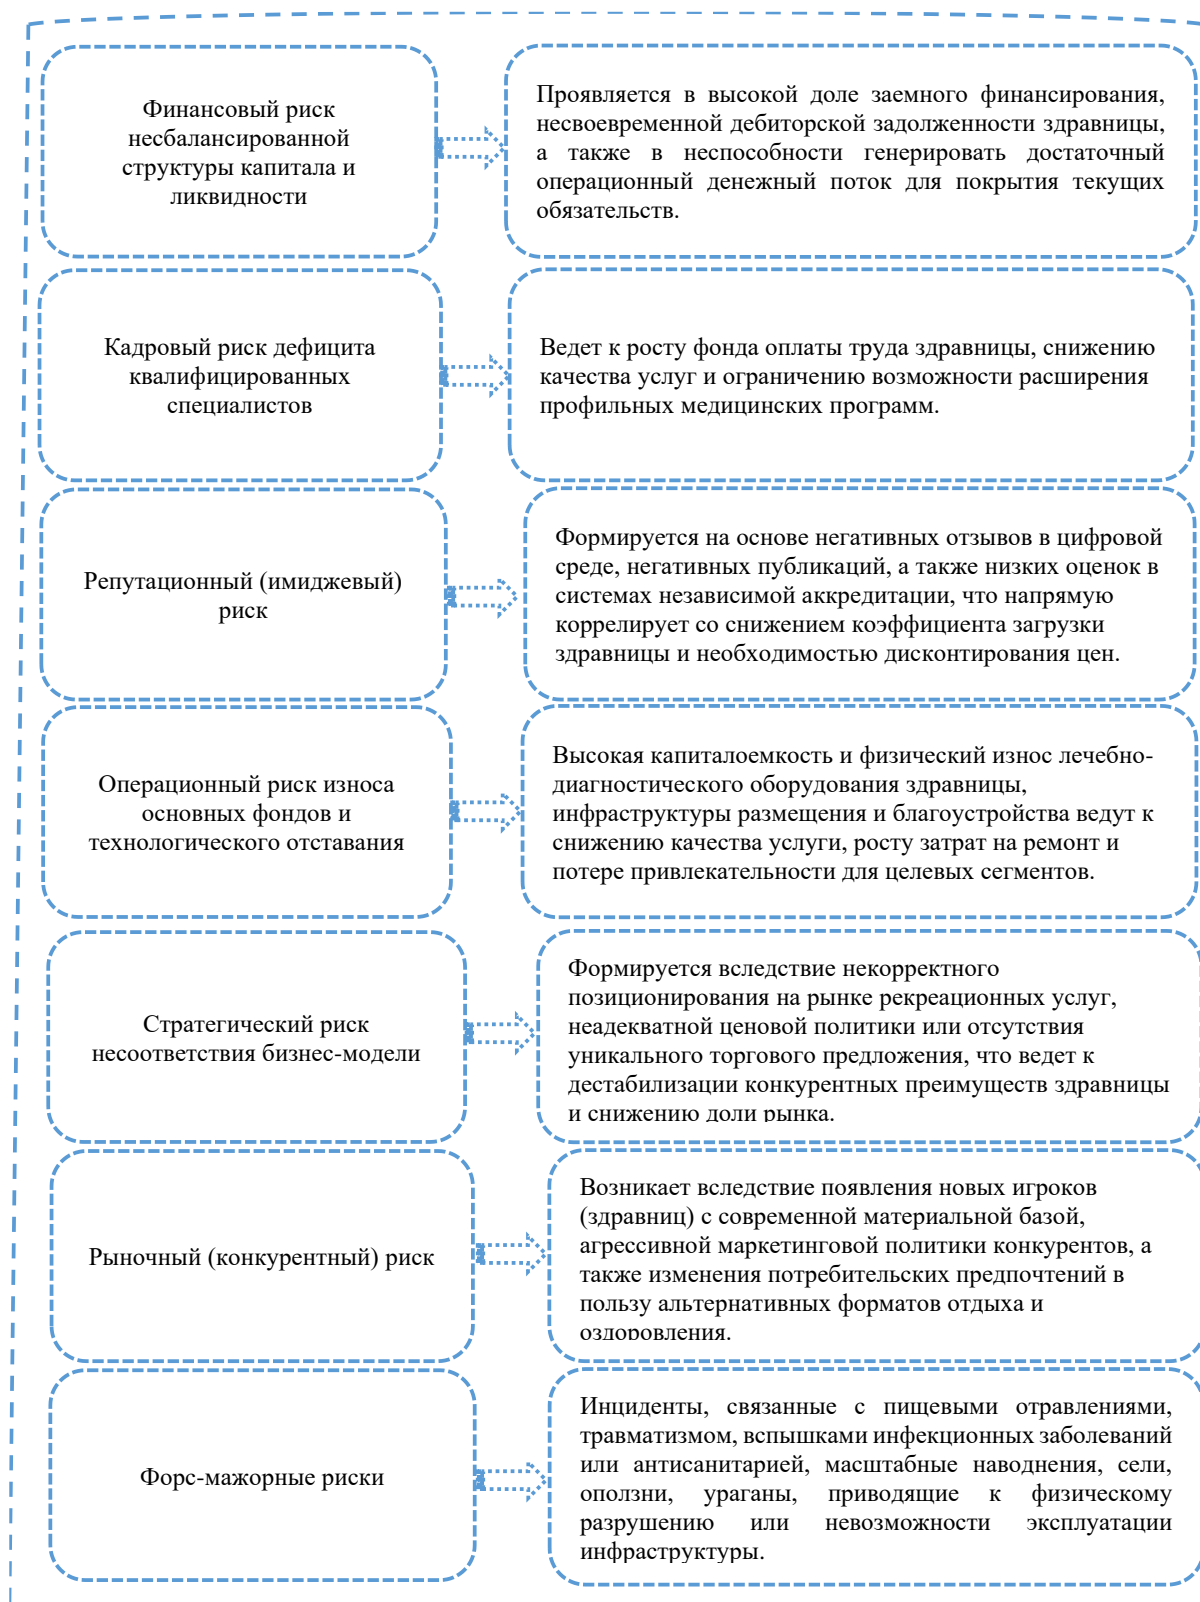 Финансовый риск
несбалансированной
структуры капитала и
ликвидности
Проявляется в высокой доле заемного финансирования,
несвоевременной дебиторской задолженности здравницы,
а также в неспособности генерировать достаточный
операционный денежный поток для покрытия текущих
обязательств.
Кадровый риск дефицита
квалифицированных
специалистов
Ведет к росту фонда оплаты труда здравницы, снижению
качества услуг и ограничению возможности расширения
профильных медицинских программ.
Репутационный (имиджевый)
риск
Формируется на основе негативных отзывов в цифровой
среде, негативных публикаций, а также низких оценок в
системах независимой аккредитации, что напрямую
коррелирует со снижением коэффициента загрузки
здравницы и необходимостью дисконтирования цен.
Операционный риск износа
основных фондов и
технологического отставания
Высокая капиталоемкость и физический износ лечебно-
диагностического оборудования здравницы,
инфраструктуры размещения и благоустройства ведут к
снижению качества услуги, росту затрат на ремонт и
потере привлекательности для целевых сегментов.
Стратегический риск
несоответствия бизнес-модели
Формируется вследствие некорректного
позиционирования на рынке рекреационных услуг,
неадекватной ценовой политики или отсутствия
уникального торгового предложения, что ведет к
дестабилизации конкурентных преимуществ здравницы
и снижению доли рынка.
Рыночный (конкурентный) риск
Возникает вследствие появления новых игроков
(здравниц) с современной материальной базой,
агрессивной маркетинговой политики конкурентов, а
также изменения потребительских предпочтений в
пользу альтернативных форматов отдыха и
оздоровления.
Форс-мажорные риски
Инциденты, связанные с пищевыми отравлениями,
травматизмом, вспышками инфекционных заболеваний
или антисанитарией, масштабные наводнения, сели,
оползни, ураганы, приводящие к физическому
разрушению или невозможности эксплуатации
инфраструктуры.